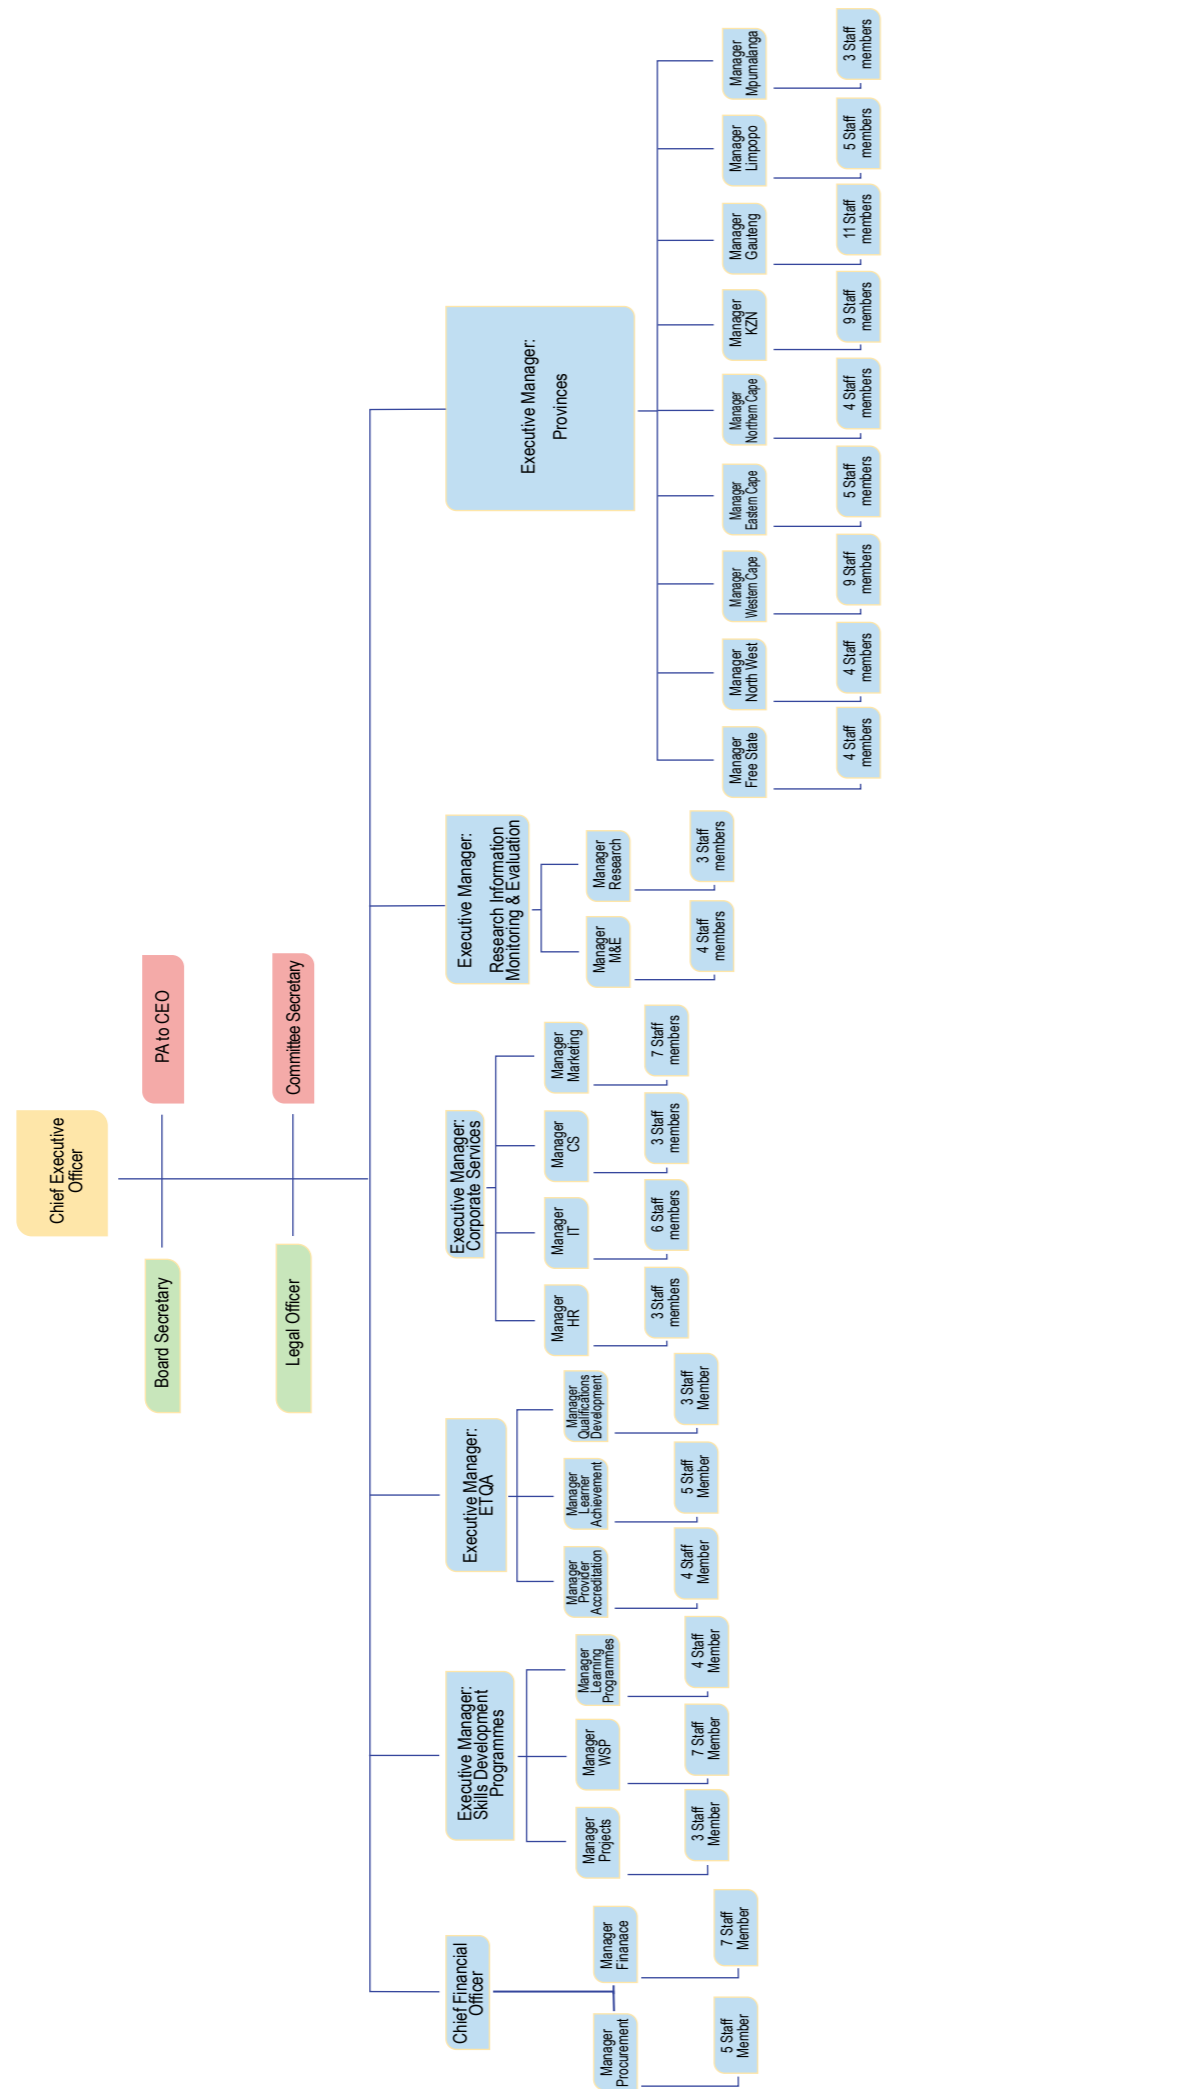 Chief Executive
Officer
Board Secretary
PA to CEO
Legal Officer
Committee Secretary
Chief Financial
Officer
Executive Manager:
Skills Development
Programmes
Executive Manager:
ETQA
Executive Manager:
Corporate Services
Executive Manager:
Research Information
Monitoring & Evaluation
Executive Manager:
Provinces
Manager
Procurement
Manager
Finanace
Manager
Projects
Manager
WSP
Manager
Learning
Programmes
Manager
Provider
Accreditation
Manager
Learner
Achievement
Manager
Qualifications
Development
Manager
HR
Manager
IT
Manager
CS
Manager
Marketing
Manager
M&E
Manager
Research
Manager
Free State
Manager
North West
Manager
Western Cape
Manager
Eastern Cape
Manager
Northern Cape
Manager
KZN
Manager
Gauteng
Manager
Limpopo
Manager
Mpumalanga
5 Staff
Member
7 Staff
Member
3 Staff
Member
7 Staff
Member
4 Staff
Member
4 Staff
Member
5 Staff
Member
3 Staff
Member
3 Staff
members
6 Staff
members
3 Staff
members
7 Staff
members
4 Staff
members
3 Staff
members
4 Staff
members
4 Staff
members
9 Staff
members
5 Staff
members
4 Staff
members
9 Staff
members
11 Staff
members
5 Staff
members
3 Staff
members